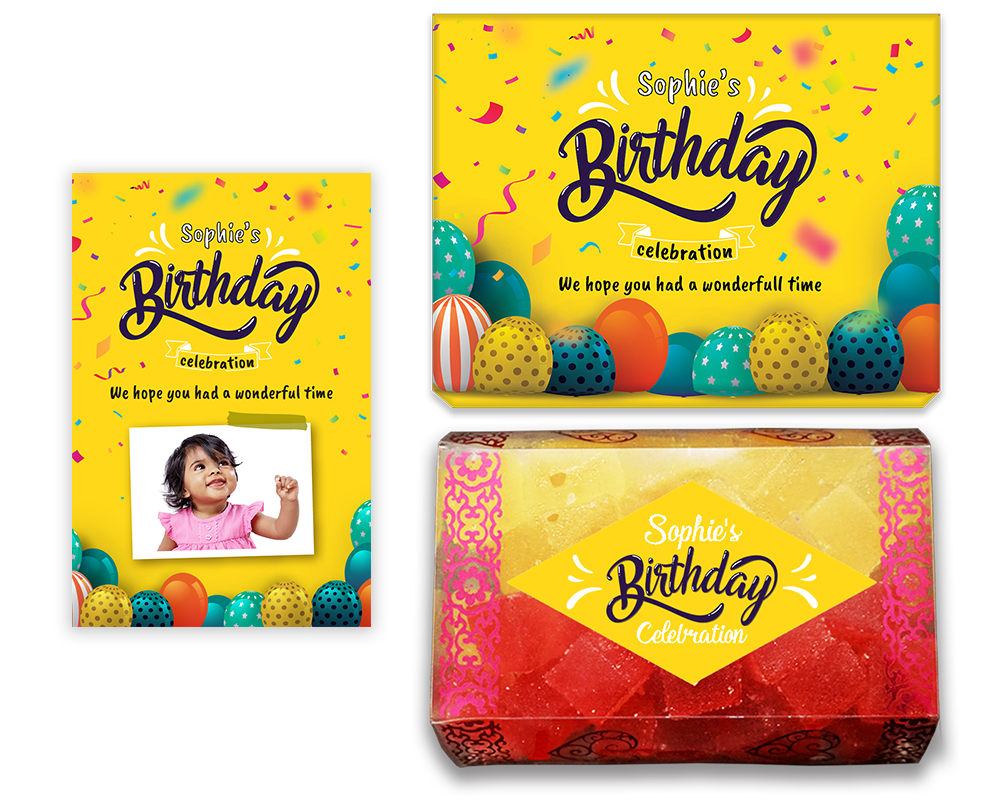 Sophie's
Birthday
celebration
We hope you had a wonderful time
Sophie's
Birthday
celebration
We hope you had a wonderfull time
Sophie's
Birthday
Celebration